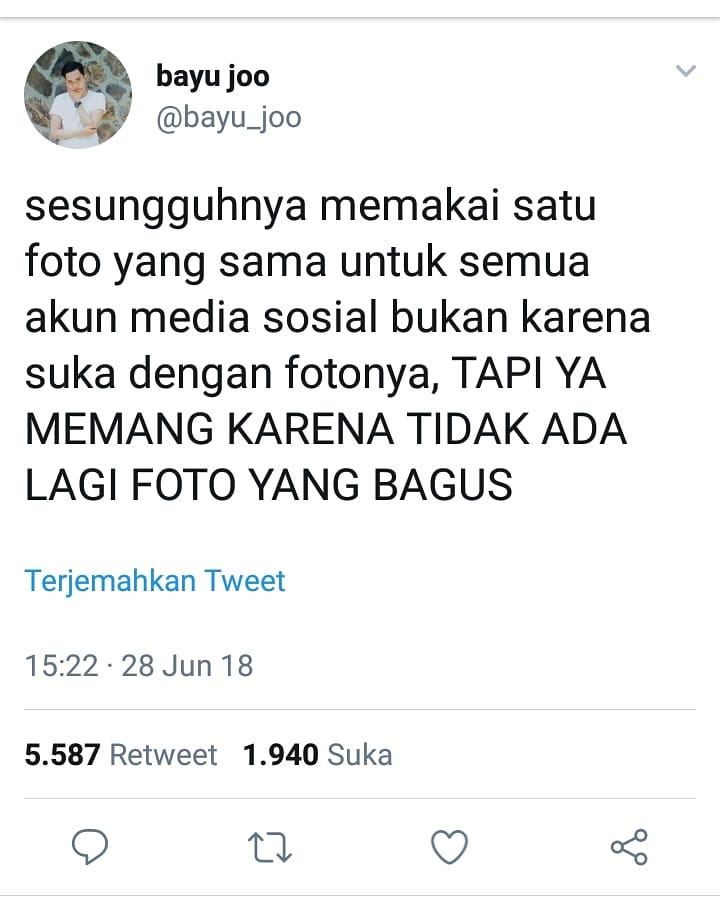 bayu joo
@bayu_joo
sesungguhnya memakai satu
foto yang sama untuk semua
akun media sosial bukan karena
suka dengan fotonya, TAPI YA
MEMANG KARENA TIDAK ADA
LAGI FOTO YANG BAGUS
Terjemahkan Tweet
15:22 · 28 Jun 18
5.587 Retweet 1.940 Suka